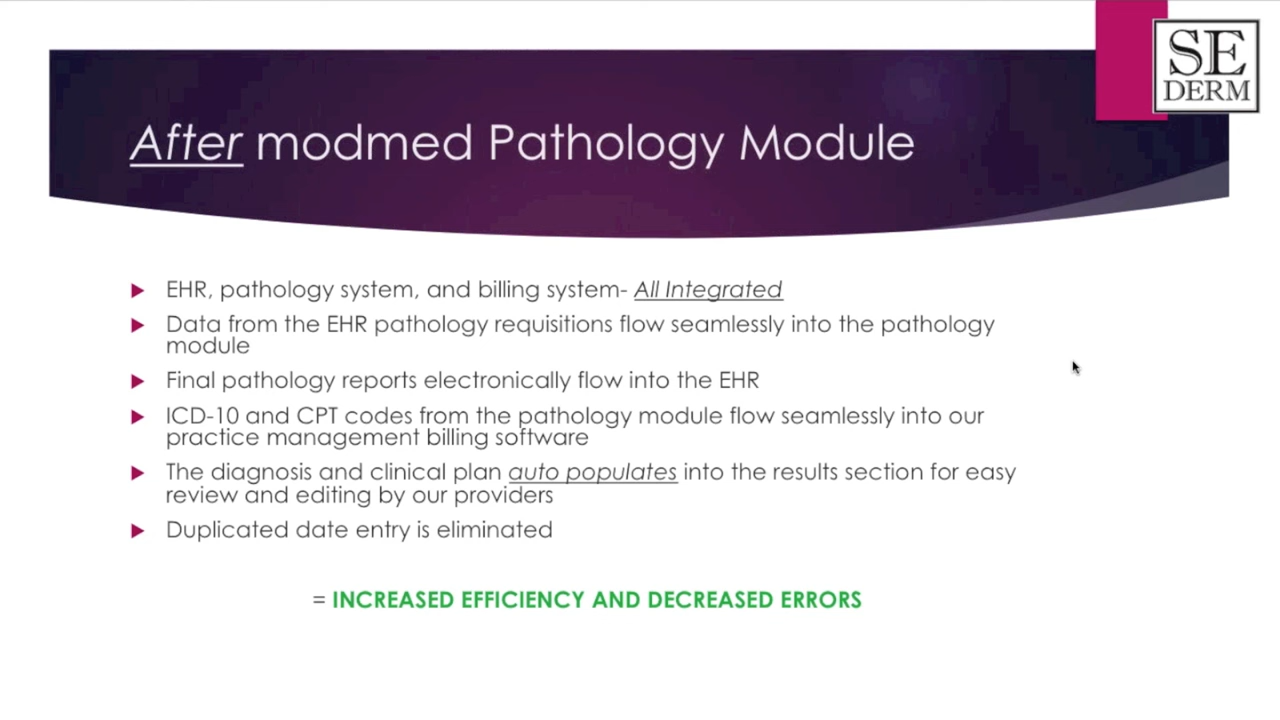 SE
DERM
After modmed Pathology Module
EHR, pathology system, and billing system- All Integrated
Data from the EHR pathology requisitions flow seamlessly into the pathology
module
Final pathology reports electronically flow into the EHR
ICD-10 and CPT codes from the pathology module flow seamlessly into our
practice management billing software
The diagnosis and clinical plan auto populates into the results section for easy
review and editing by our providers
Duplicated date entry is eliminated
= INCREASED EFFICIENCY AND DECREASED ERRORS